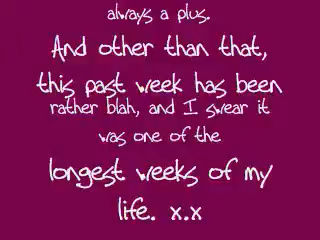 always a plus.
And other than that,
this past week has been
rather blah, and I swear it
was one of the
longest weeks of my
life. x.x